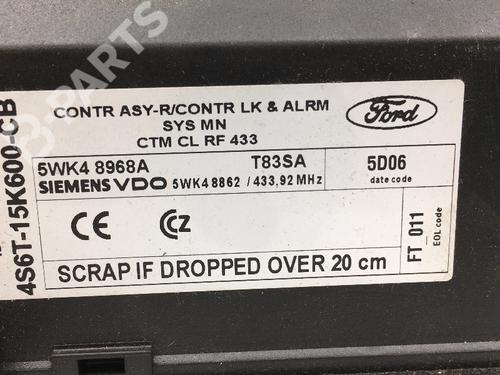 CONTR ASY-R/CONTR LK & ALRM
SYS MN
CTM CL RF 433
Ford
5WK4 8968A T83SA
SIEMENS VDO 5WK4 8862 / 433,92 MHz
5D06
date code
CE CZ
FT_011
EOL code
SCRAP IF DROPPED OVER 20 cm
4S6T-15K600-CB
PARTS